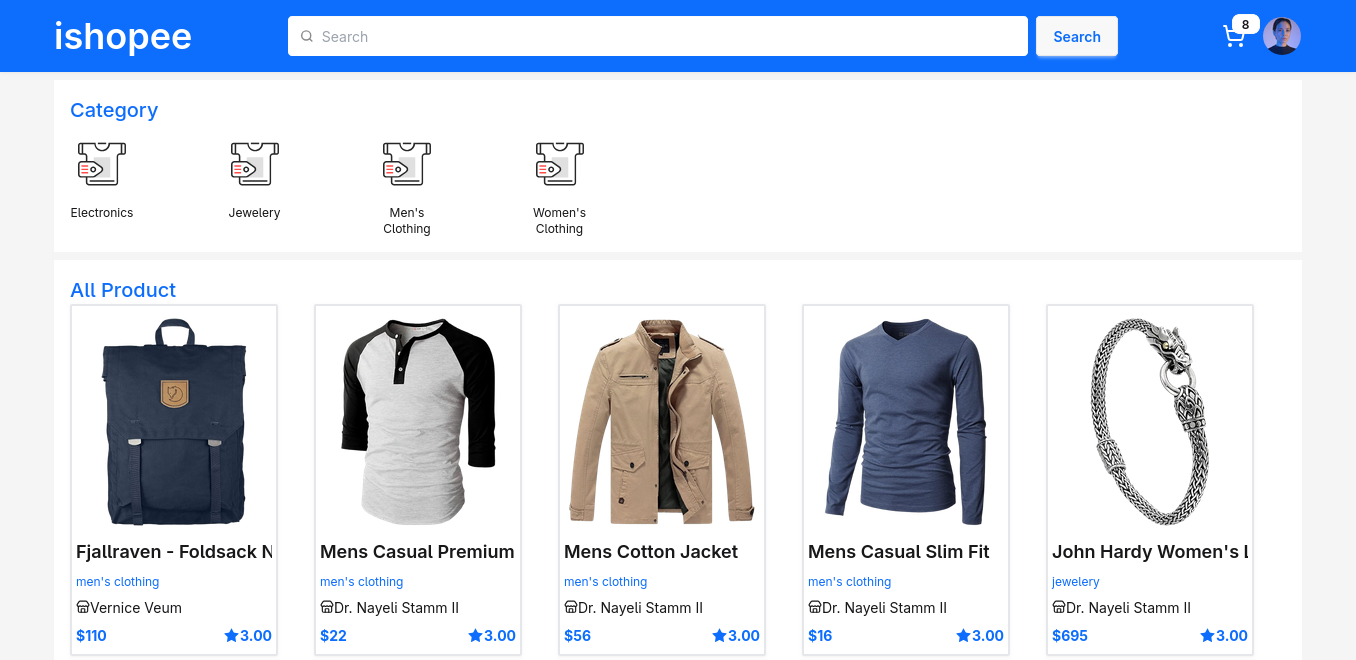 ishopee
Search
Search
8
Category
Electronics
Jewelery
Men's
Clothing
Women's
Clothing
All Product
Fjallraven - Foldsack N
men's clothing
Vernice Veum
$110
3.00
Mens Casual Premium
men's clothing
Dr. Nayeli Stamm II
$22
3.00
Mens Cotton Jacket
men's clothing
Dr. Nayeli Stamm II
$56
3.00
Mens Casual Slim Fit
men's clothing
Dr. Nayeli Stamm II
$16
3.00
John Hardy Women's L
jewelery
Dr. Nayeli Stamm II
$695
3.00